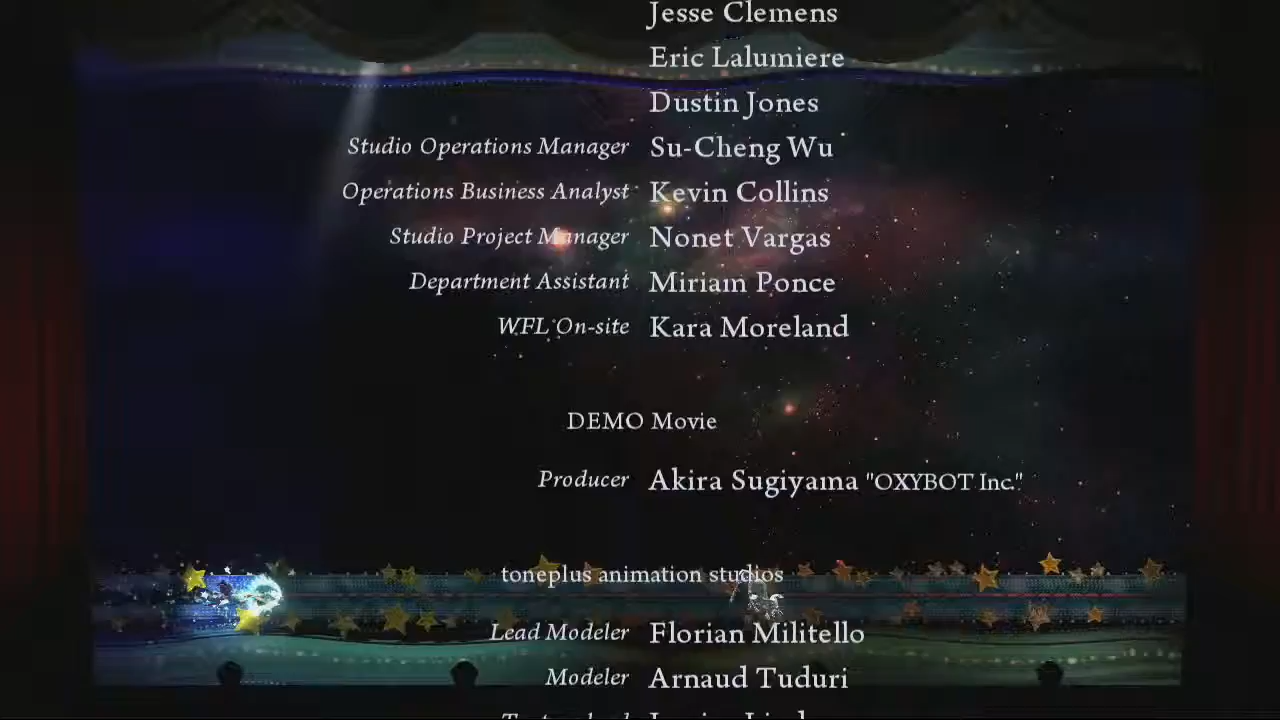 Jesse Clemens
Eric Lalumiere
Dustin Jones
Studio Operations Manager Su-Cheng Wu
Operations Business Analyst Kevin Collins
Studio Project Manager Nonet Vargas
Department Assistant Miriam Ponce
WFL On-site Kara Moreland
DEMO Movie
Producer Akira Sugiyama "OXYBOT Inc."
toneplus animation studios
Lead Modeler Florian Militello
Modeler Arnaud Tuduri